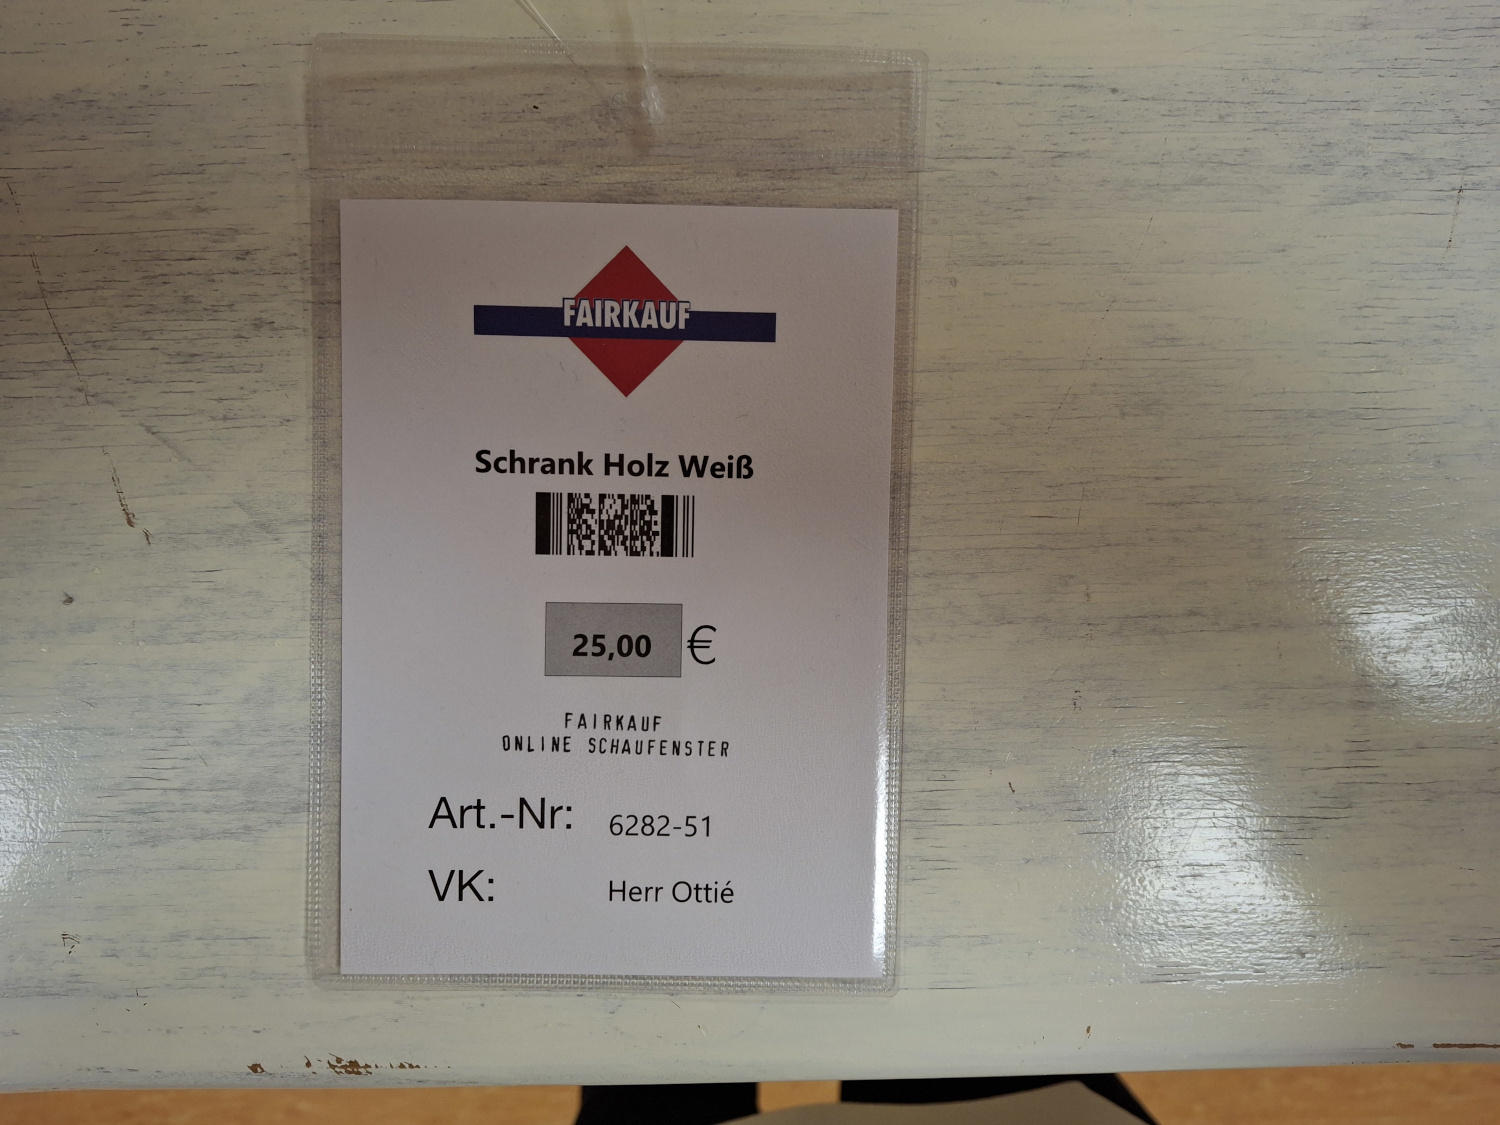 FAIRKAUF
Schrank Holz Weiß
25,00 €
FAIRKAUF
ONLINE SCHAUFENSTER
Art.-Nr: 6282-51
VK: Herr Ottié